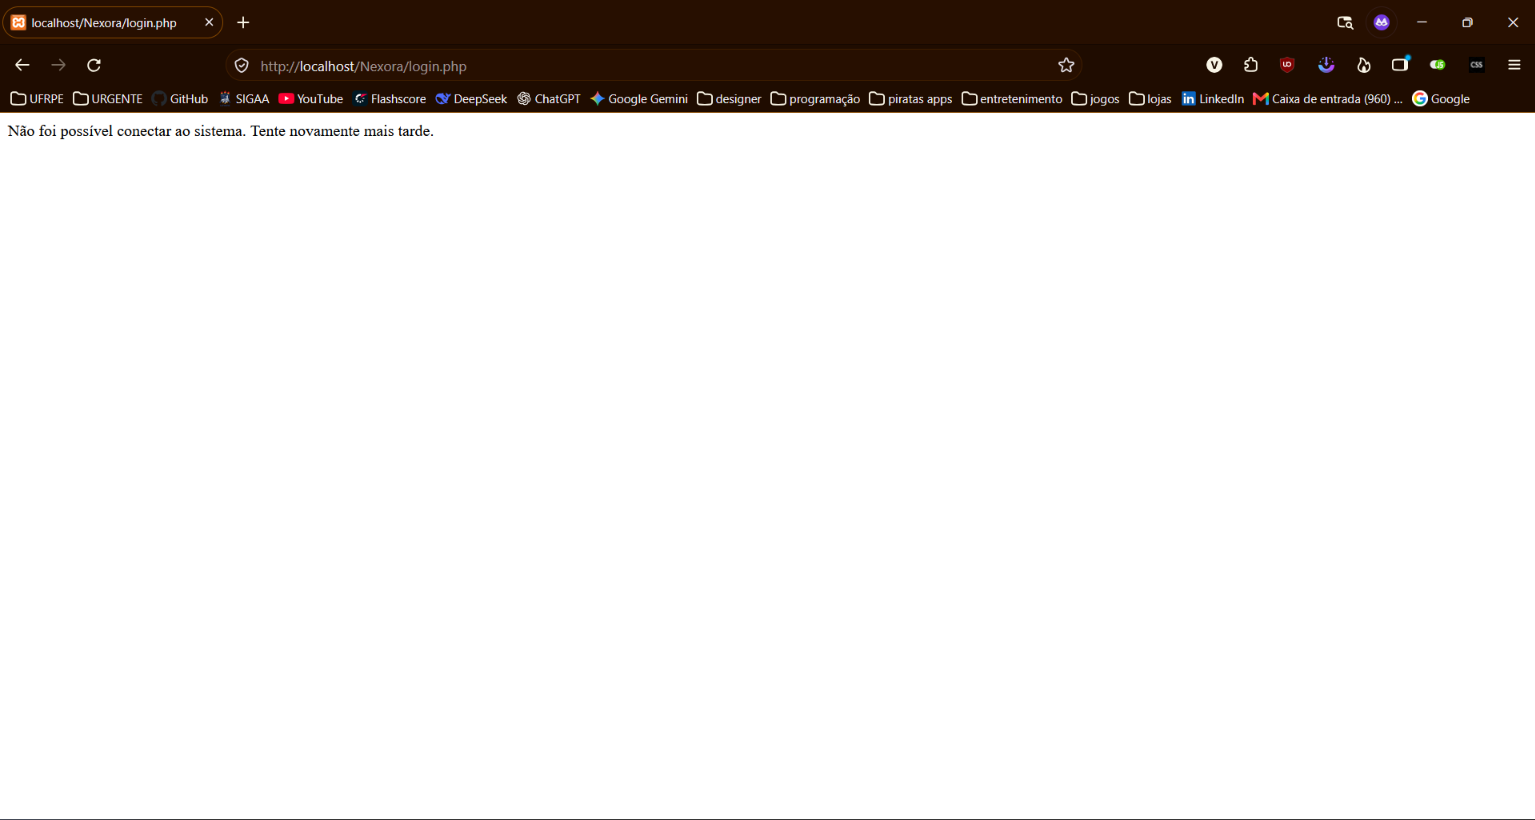 localhost/Nexora/login.php
http://localhost/Nexora/login.php
UFRPE URGENTE GitHub SIGAA YouTube Flashscore DeepSeek ChatGPT Google Gemini designer programação piratas apps entretenimento jogos lojas LinkedIn Caixa de entrada (960) ... Google
Não foi possível conectar ao sistema. Tente novamente mais tarde.